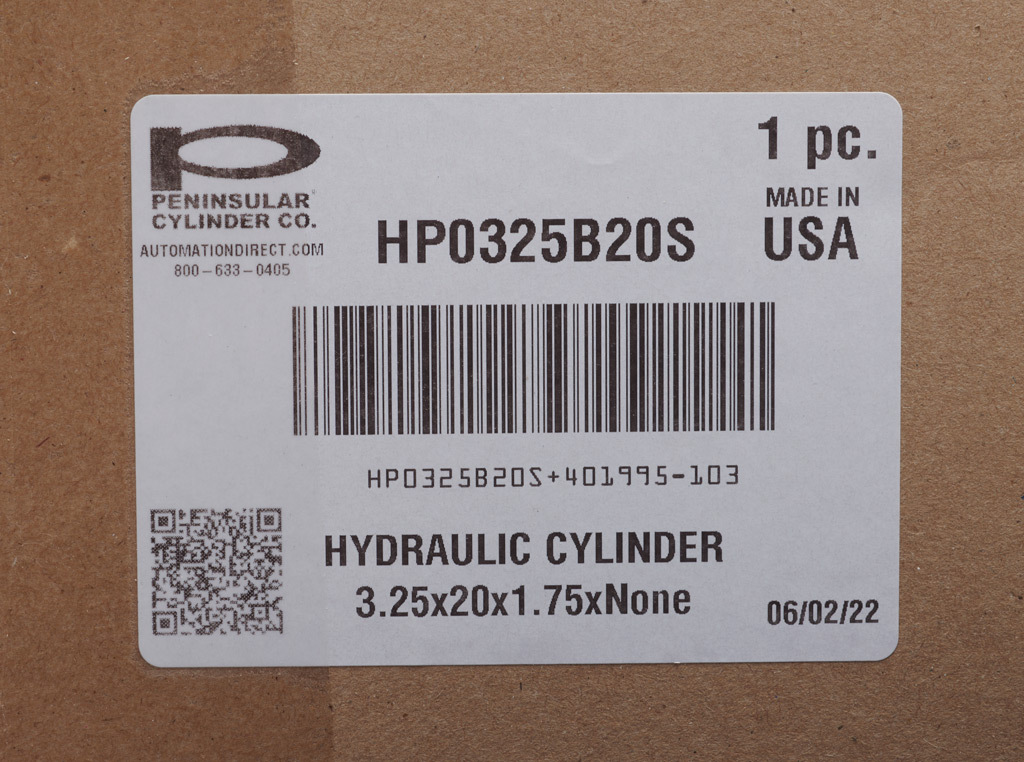 PENINSULAR
CYLINDER CO.
AUTOMATIONDIRECT.COM
800-633-0405
HP0325B20S
1 pc.
MADE IN
USA
HP0325B20S+401995-103
HYDRAULIC CYLINDER
3.25x20x1.75xNone
06/02/22